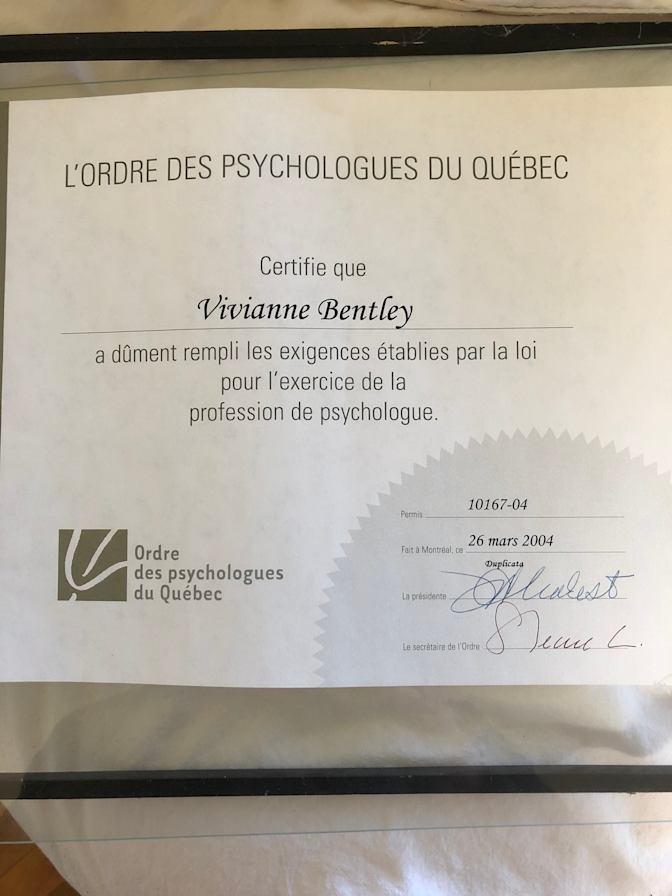 L'ORDRE DES PSYCHOLOGUES DU QUÉBEC
Certifie que
Vivianne Bentley
a dûment rempli les exigences établies par la loi
pour l'exercice de la
profession de psychologue.
Permis 10167-04
Fait à Montréal, ce 26 mars 2004
Duplicata
La présidente
Le secrétaire de l'Ordre
Ordre
des psychologues
du Québec